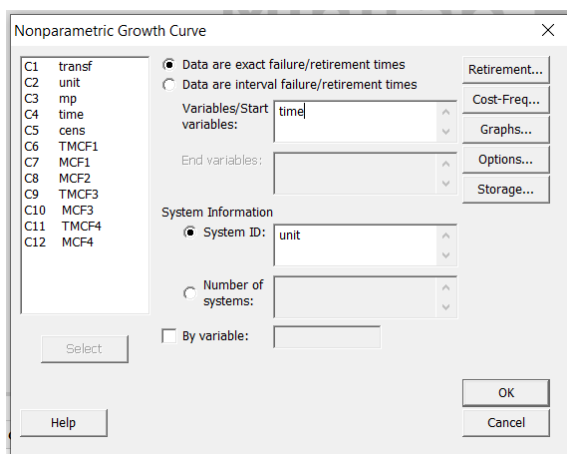 Nonparametric Growth Curve
C1 transf
C2 unit
C3 mp
C4 time
C5 cens
C6 TMCF1
C7 MCF1
C8 MCF2
C9 TMCF3
C10 MCF3
C11 TMCF4
C12 MCF4
Select
Help
Data are exact failure/retirement times
Data are interval failure/retirement times
Variables/Start variables: time
End variables:
System Information
System ID: unit
Number of systems:
By variable:
Retirement...
Cost-Freq...
Graphs...
Options...
Storage...
OK
Cancel